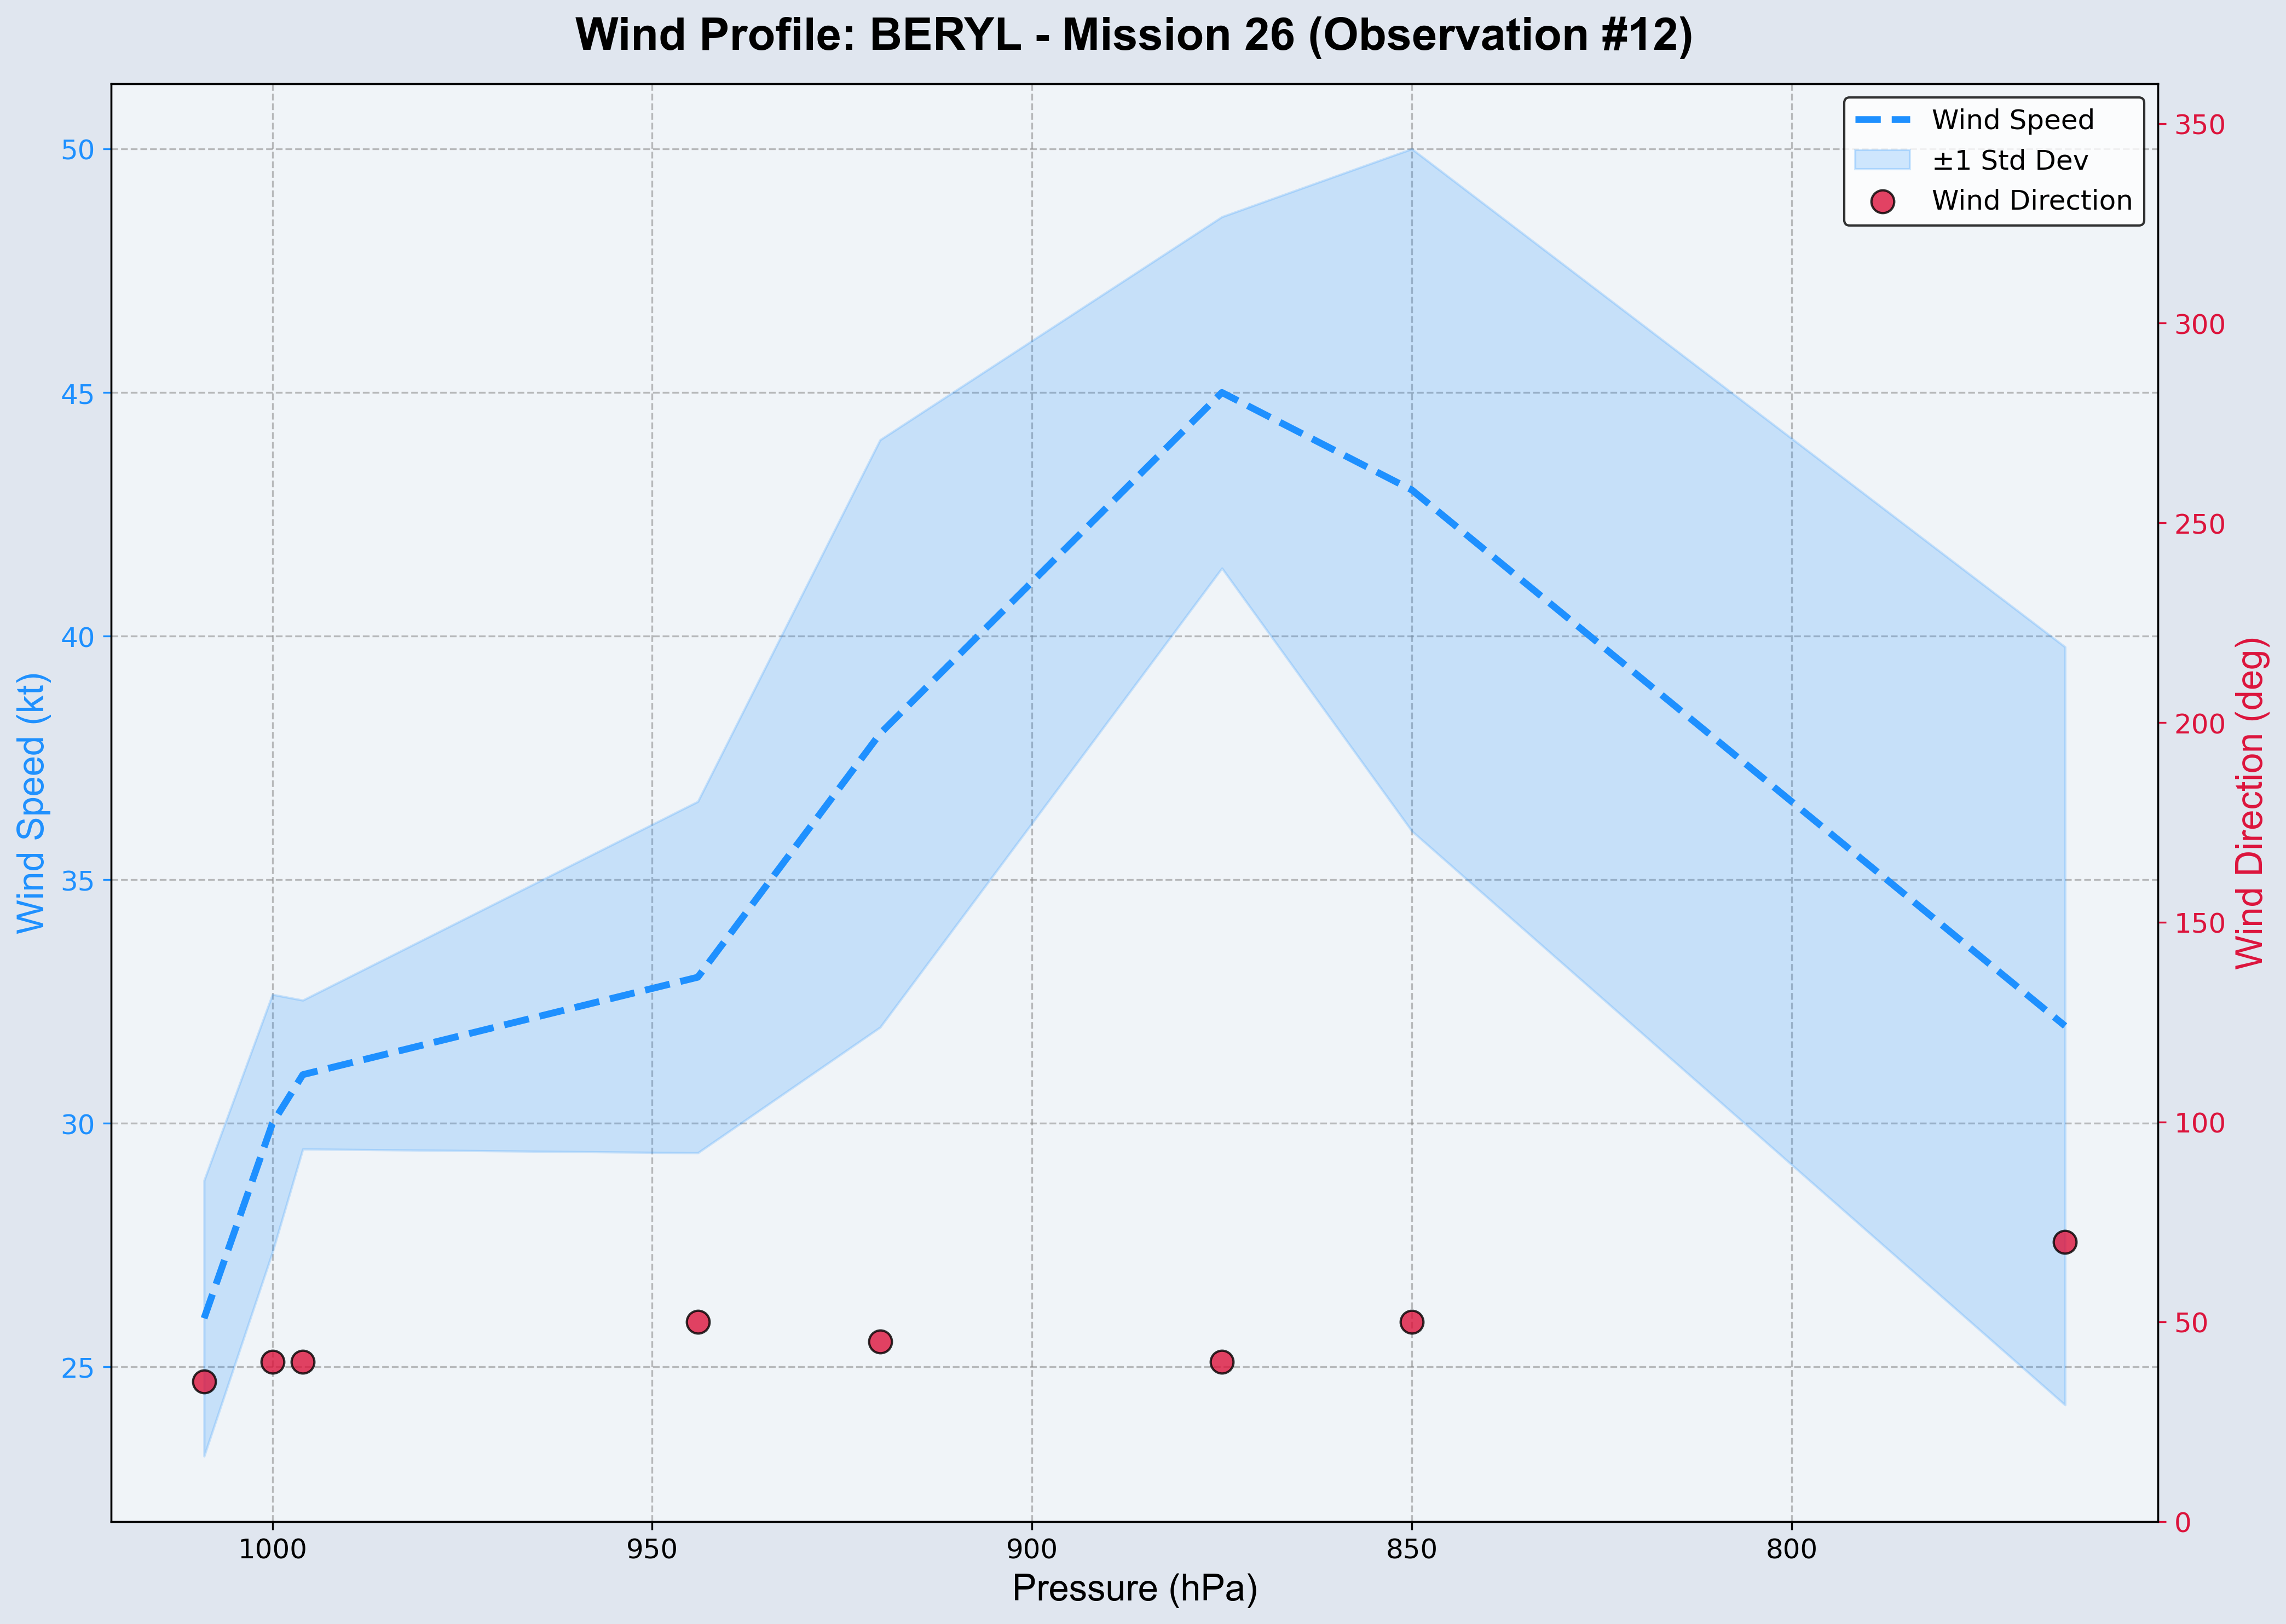 Wind Profile: BERYL - Mission 26 (Observation #12)
Wind Speed
±1 Std Dev
Wind Direction
50
45
40
35
30
25
Wind Speed (kt)
350
300
250
200
150
100
50
0
Wind Direction (deg)
1000
950
900
850
800
Pressure (hPa)